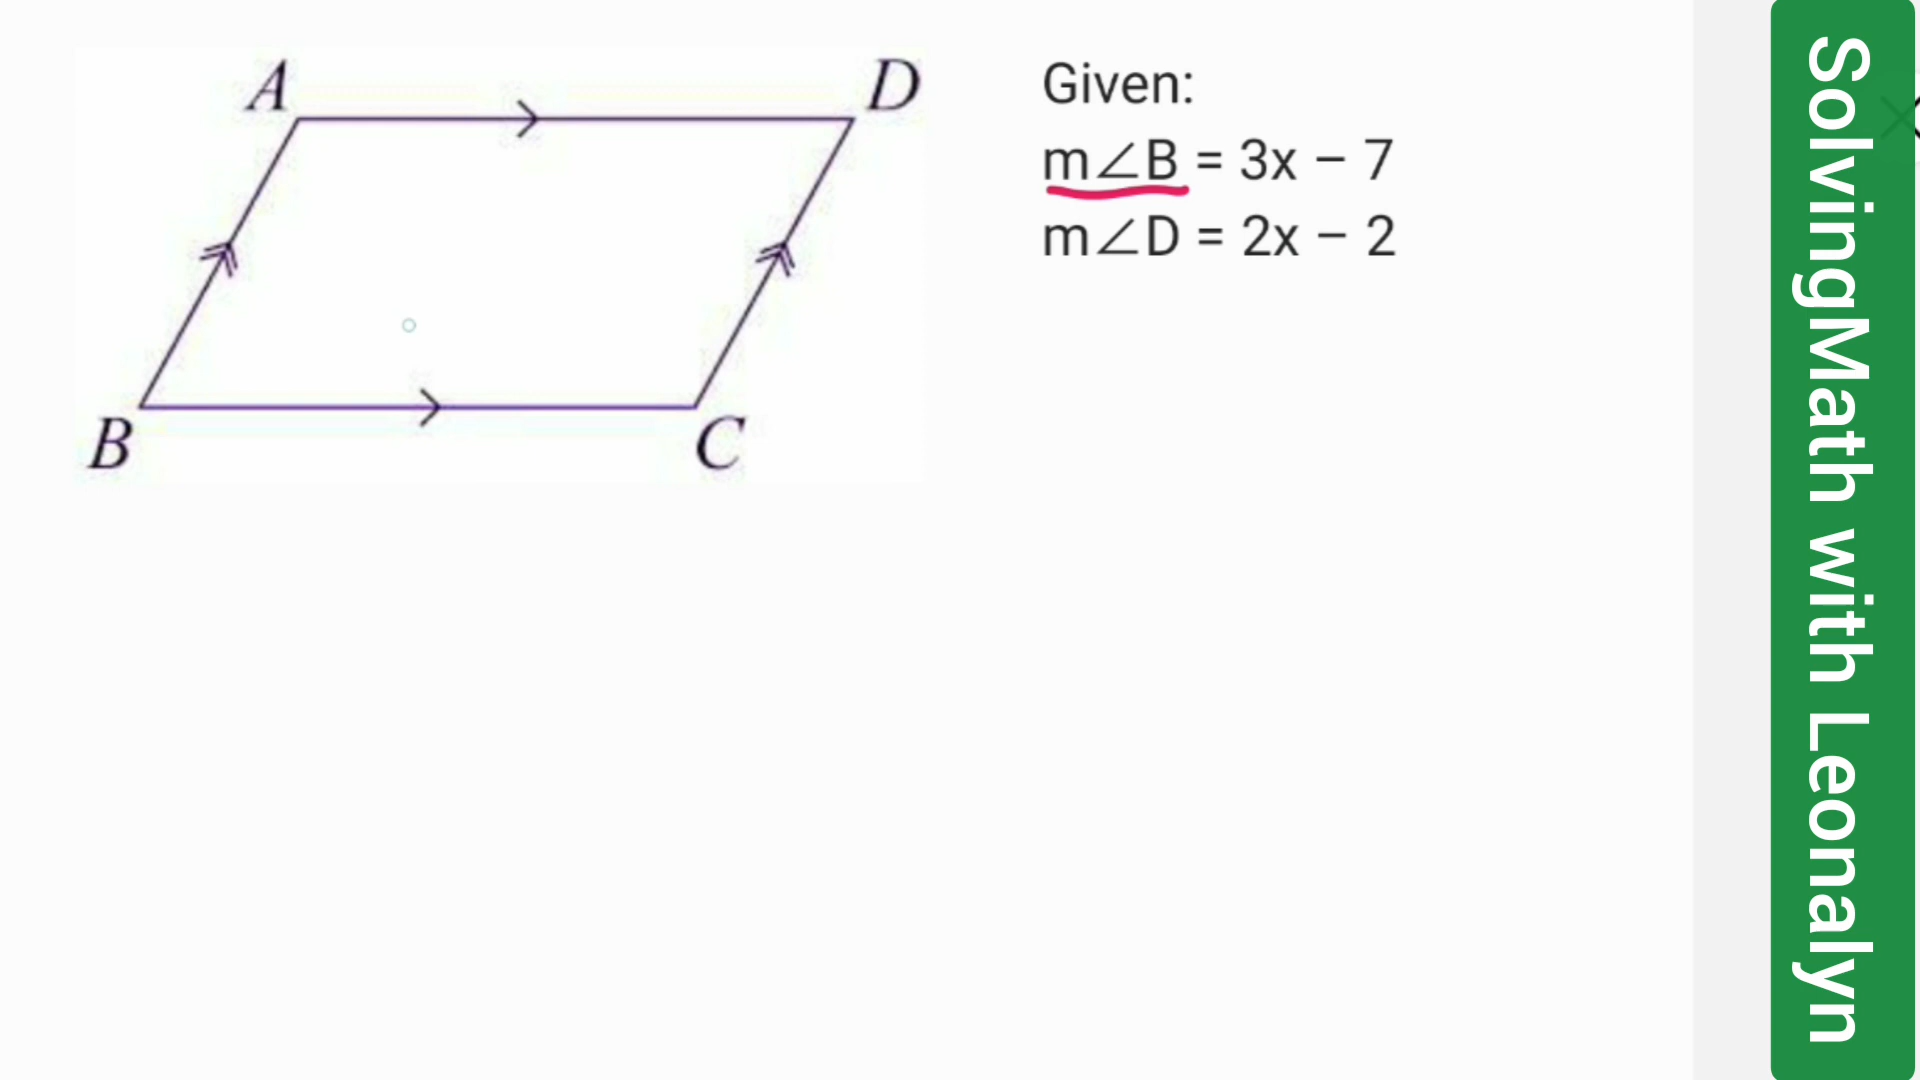 A
D
B
C
Given:
m∠B = 3x − 7
m∠D = 2x − 2
SolvingMath with Leonalyn